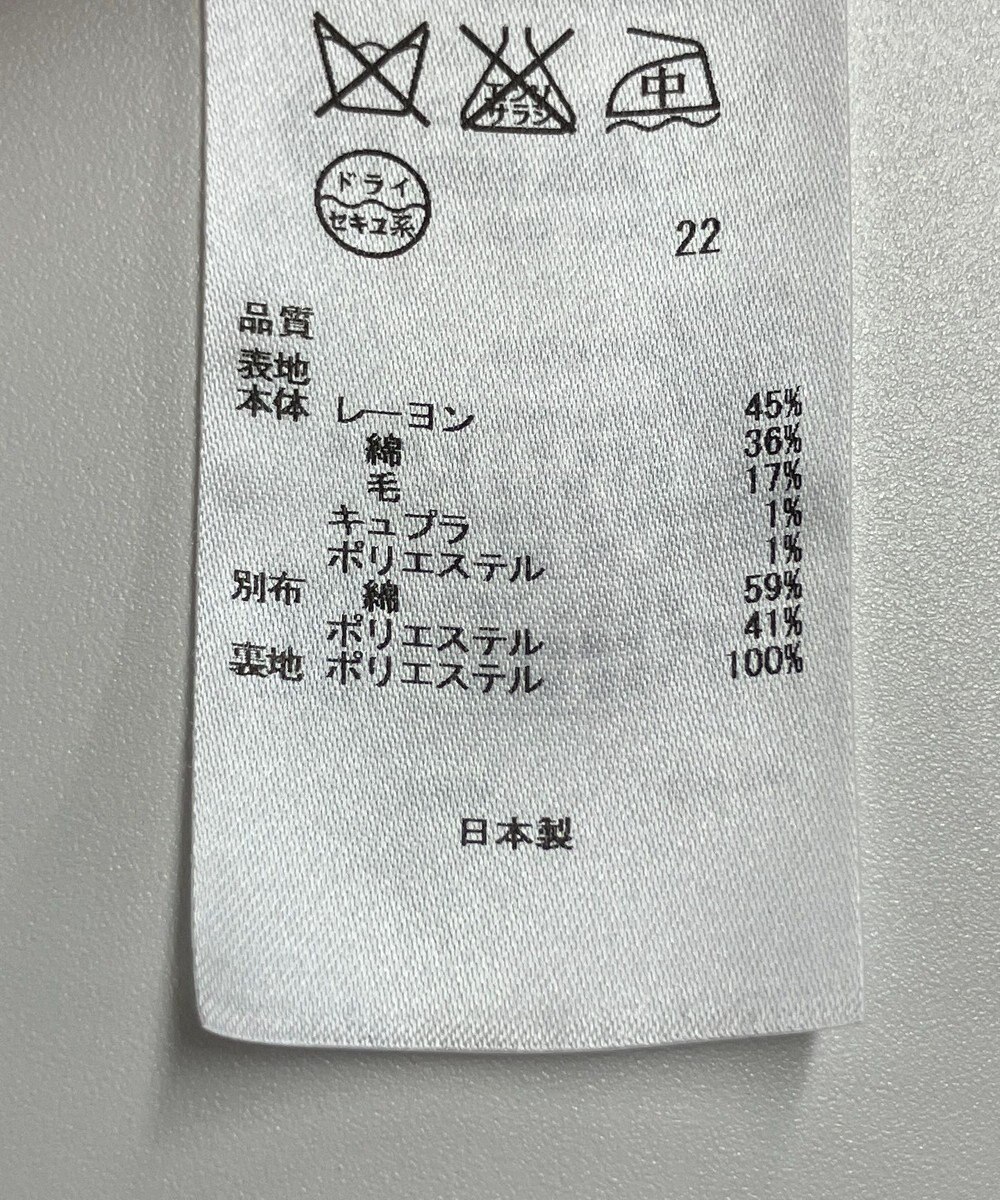 エンソ
サラシ
中
ドライ
セキユ系
22
品質
表地
本体 レーヨン 45%
綿 36%
毛 17%
キュプラ 1%
ポリエステル 1%
別布 綿 59%
ポリエステル 41%
裏地 ポリエステル 100%
日本製